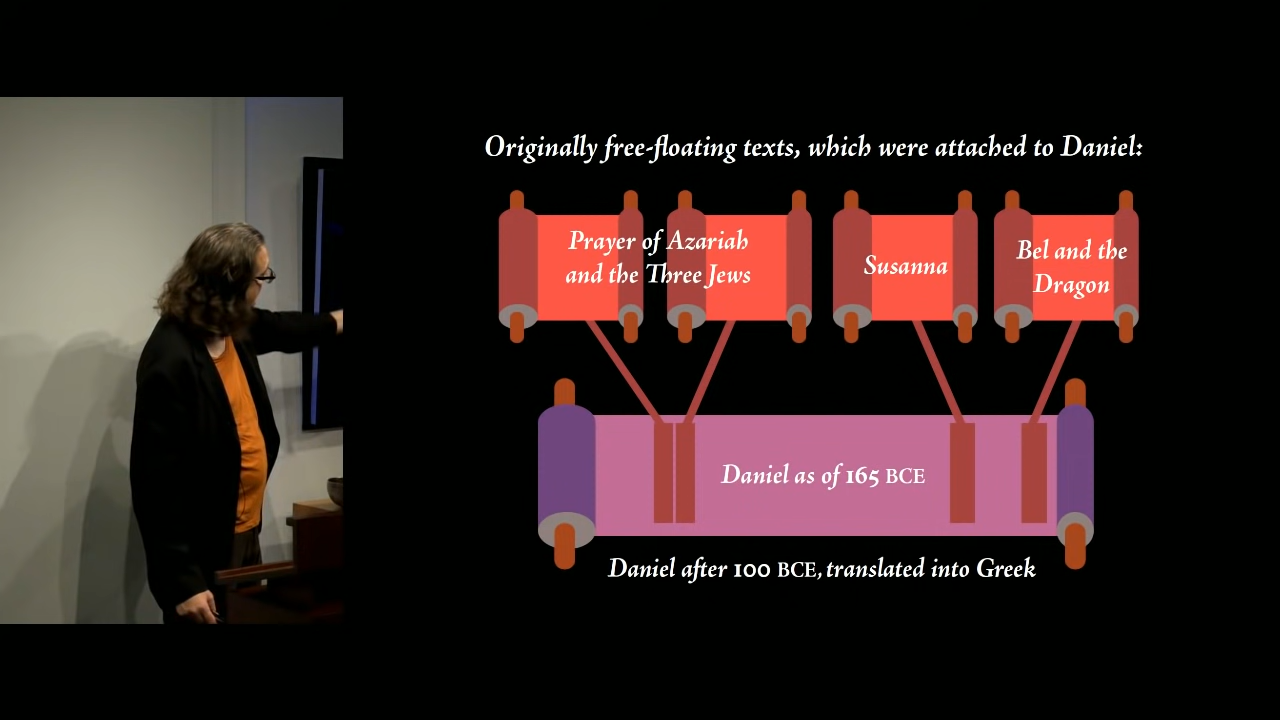 Originally free-floating texts, which were attached to Daniel:
Prayer of Azariah
and the Three Jews
Susanna
Bel and the
Dragon
Daniel as of 165 BCE
Daniel after 100 BCE, translated into Greek